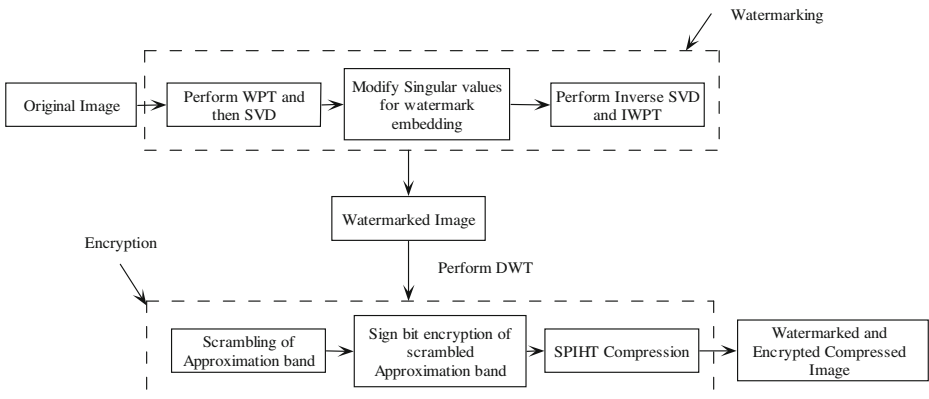 Watermarking
Original Image
Perform WPT and
then SVD
Modify Singular values
for watermark
embedding
Perform Inverse SVD
and IWPT
Watermarked Image
Encryption
Perform DWT
Scrambling of
Approximation band
Sign bit encryption of
scrambled
Approximation band
SPIHT Compression
Watermarked and
Encrypted Compressed
Image